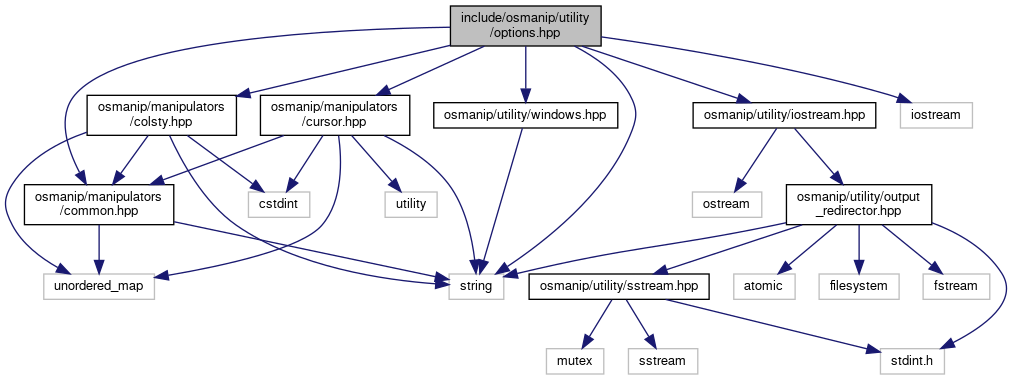 include/osmanip/utility
/options.hpp
osmanip/manipulators
/colsty.hpp
osmanip/manipulators
/cursor.hpp
osmanip/utility/windows.hpp
osmanip/utility/iostream.hpp
iostream
osmanip/manipulators
/common.hpp
cstdint
utility
ostream
osmanip/utility/output
_redirector.hpp
unordered_map
string
osmanip/utility/sstream.hpp
atomic
filesystem
fstream
mutex
sstream
stdint.h